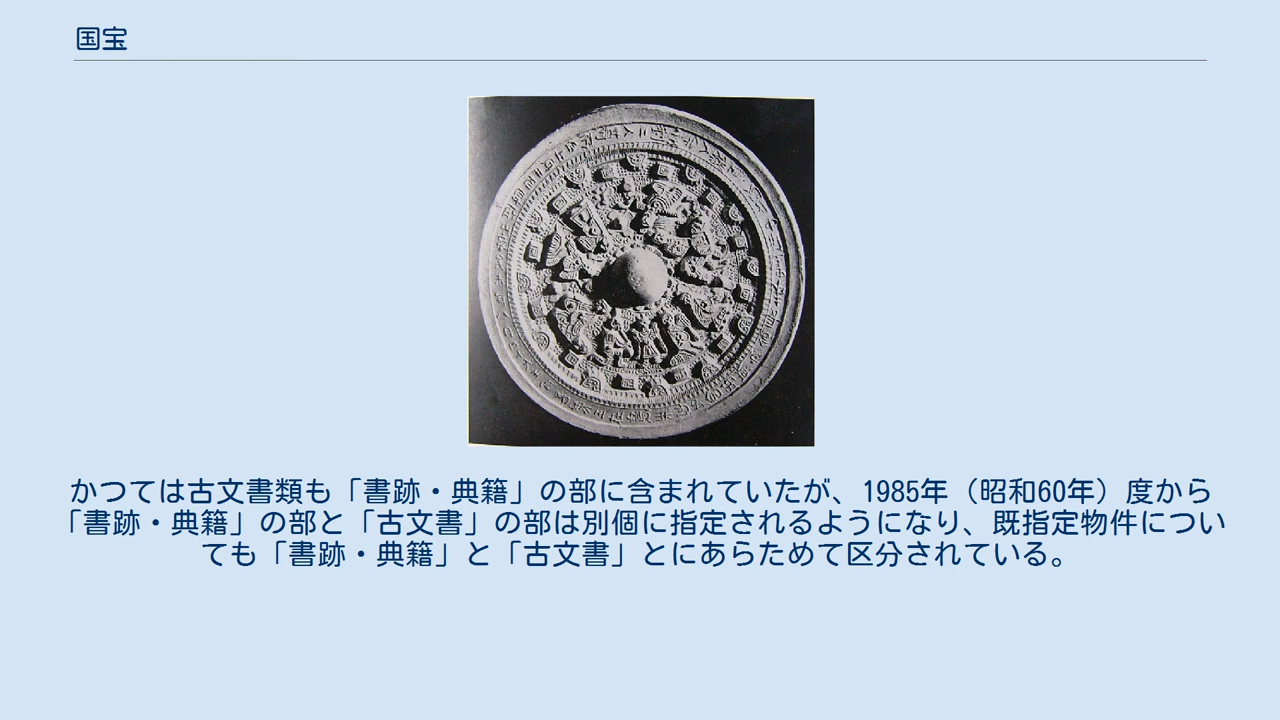 国宝
かつては古文書類も「書跡・典籍」の部に含まれていたが、1985年（昭和60年）度から
「書跡・典籍」の部と「古文書」の部は別個に指定されるようになり、既指定物件につい
ても「書跡・典籍」と「古文書」とにあらためて区分されている。